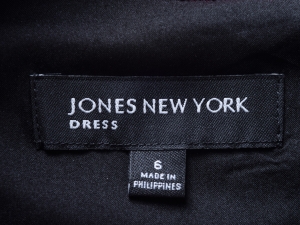 JONES NEW YORK
DRESS
6
MADE IN
PHILIPPINES